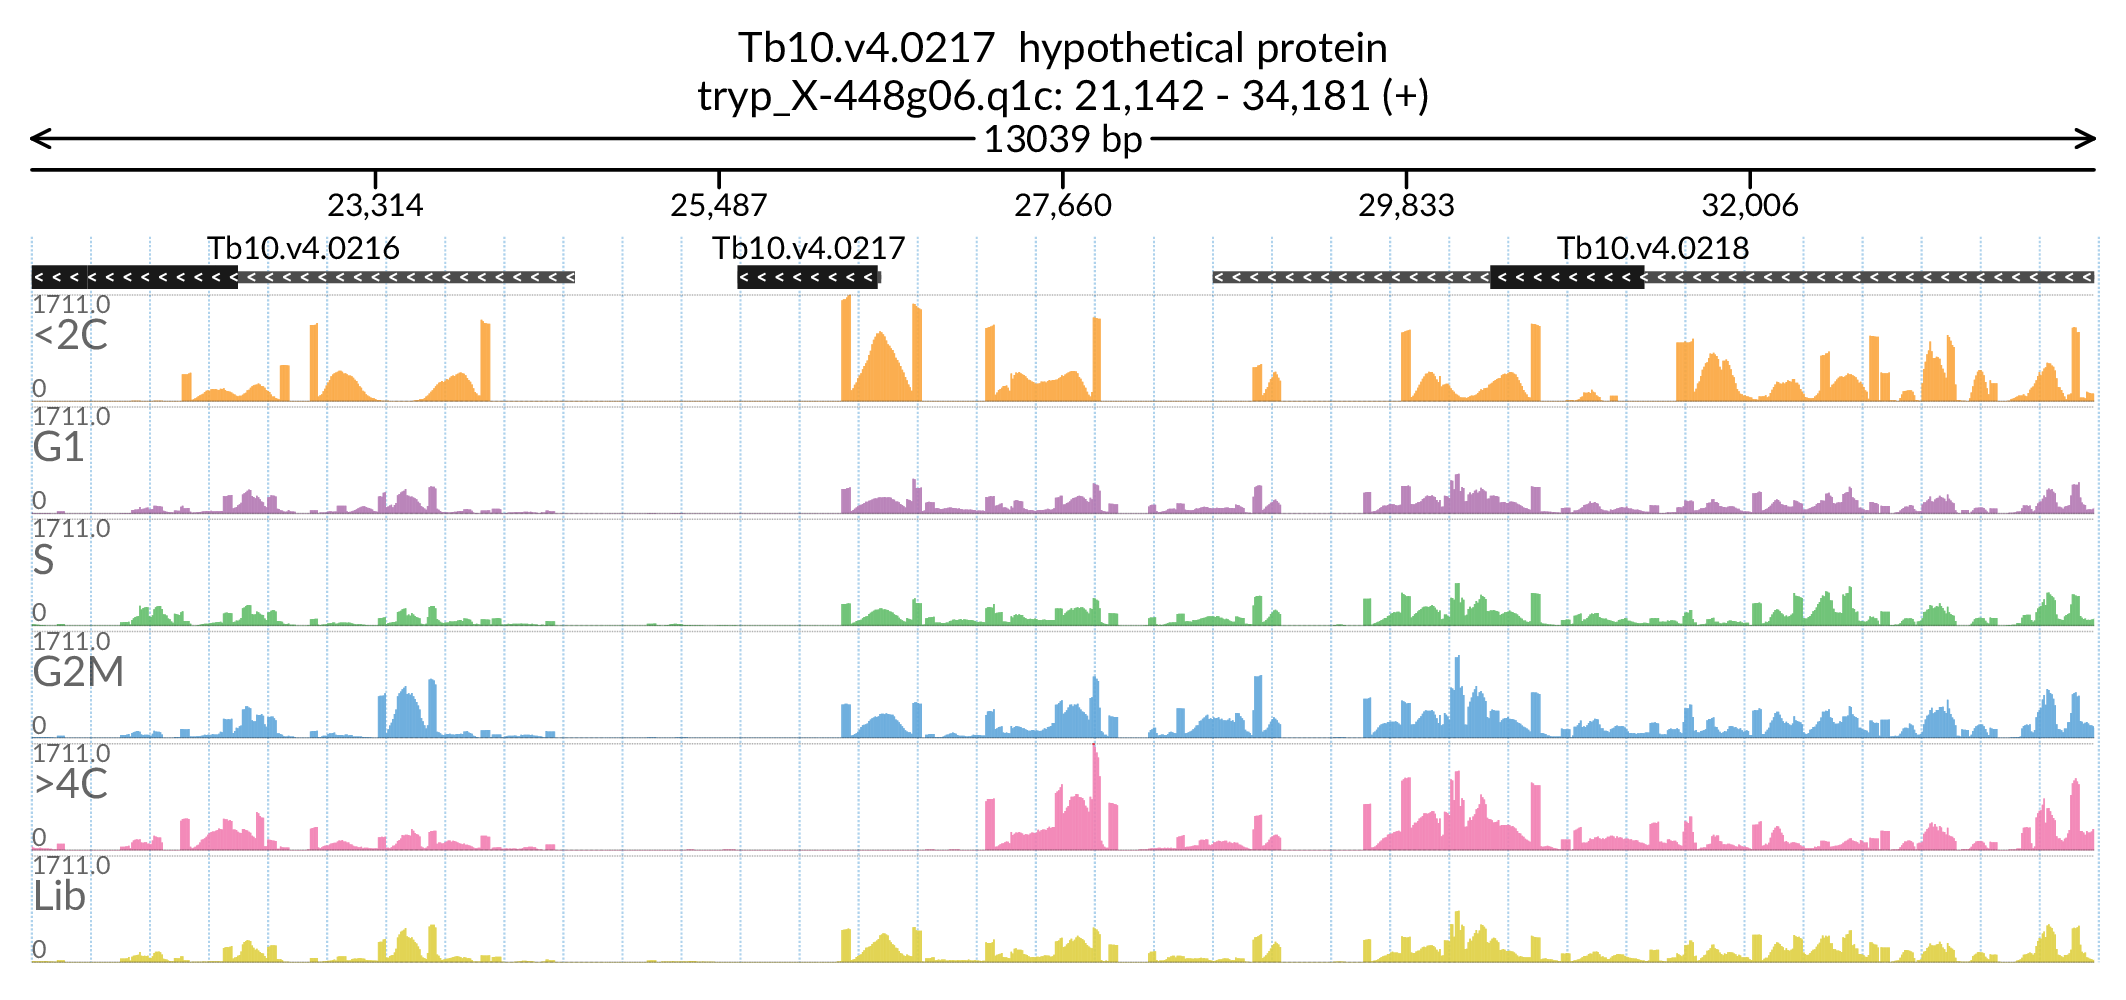 Tb10.v4.0217 hypothetical protein
tryp_X-448g06.q1c: 21,142 - 34,181 (+)
13039 bp
23,314 25,487 27,660 29,833 32,006
Tb10.v4.0216 Tb10.v4.0217 Tb10.v4.0218
1711.0
<2C
0
1711.0
G1
0
1711.0
S
0
1711.0
G2M
0
1711.0
>4C
0
1711.0
Lib
0